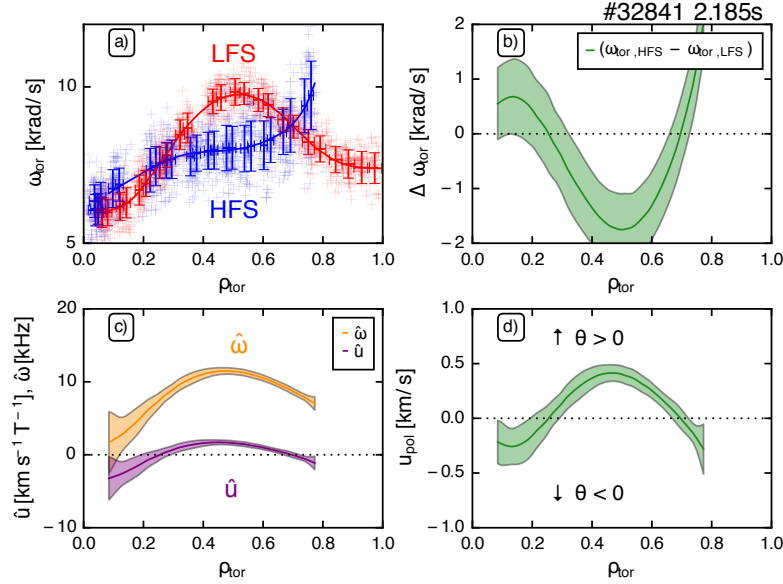 #32841 2.185s
a)
LFS
HFS
10
5
ω_tor [krad/ s]
0.0 0.2 0.4 0.6 0.8 1.0
ρ_tor
b)
– (ω_tor ,HFS − ω_tor ,LFS )
2
1
0
−1
−2
Δ ω_tor [krad/ s]
0.0 0.2 0.4 0.6 0.8 1.0
ρ_tor
c)
– ω̂
– û
ω̂
û
20
10
0
−10
û [km s⁻¹ T⁻¹], ω̂ [kHz]
0.0 0.2 0.4 0.6 0.8 1.0
ρ_tor
d)
↑ θ > 0
↓ θ < 0
1.0
0.5
0.0
−0.5
−1.0
u_pol [km/ s]
0.0 0.2 0.4 0.6 0.8 1.0
ρ_tor